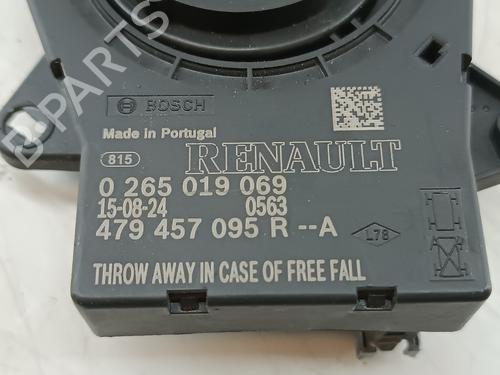 B-PARTS
BOSCH
Made in Portugal
815
RENAULT
0 265 019 069
15-08-24 0563
479 457 095 R --A
L78
THROW AWAY IN CASE OF FREE FALL